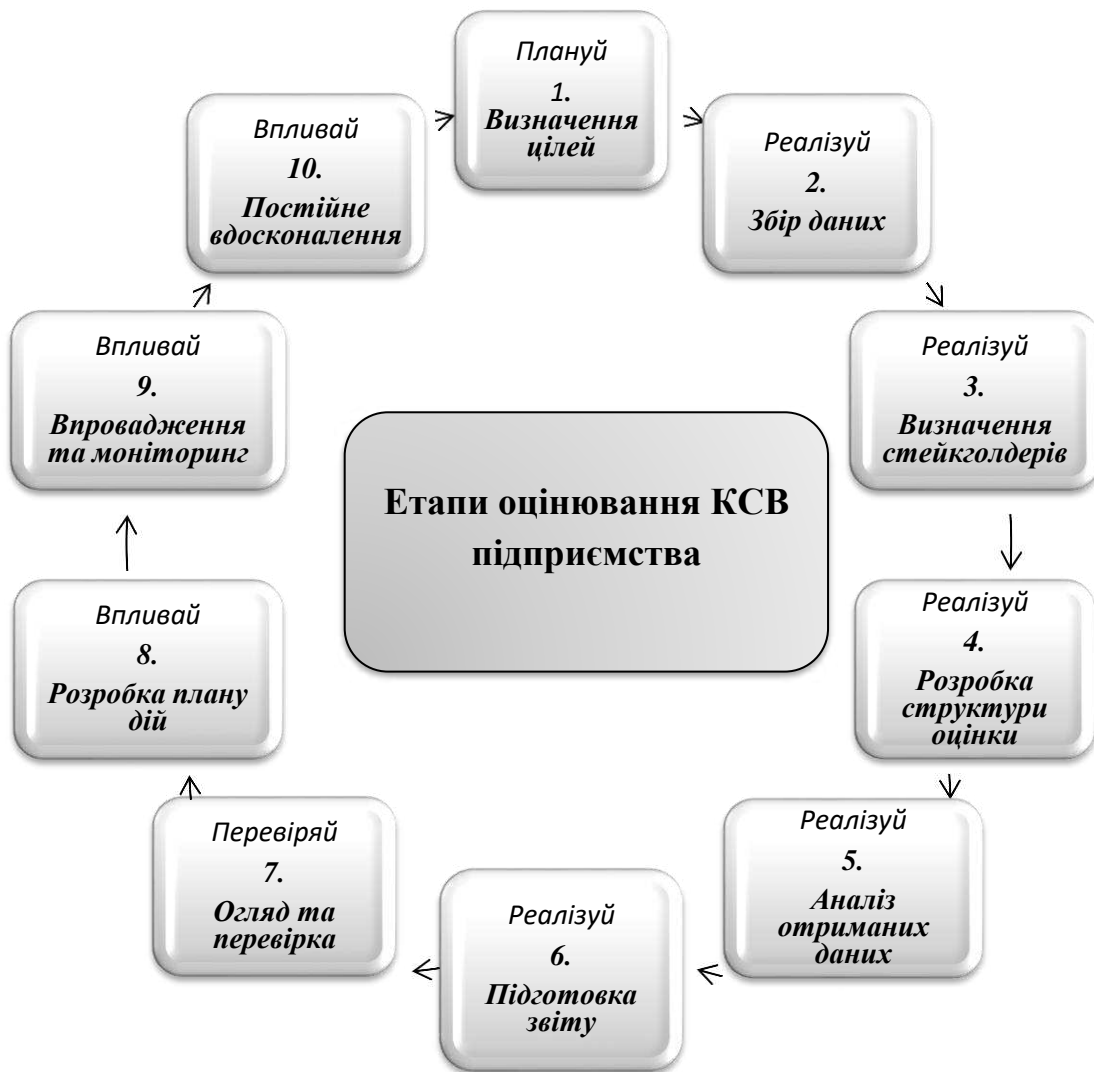 Плануй
1.
Визначення
цілей
Реалізуй
2.
Збір даних
Реалізуй
3.
Визначення
стейкголдерів
Реалізуй
4.
Розробка
структури
оцінки
Реалізуй
5.
Аналіз
отриманих
даних
Реалізуй
6.
Підготовка
звіту
Перевіряй
7.
Огляд та
перевірка
Впливай
8.
Розробка плану
дій
Впливай
9.
Впровадження
та моніторинг
Впливай
10.
Постійне
вдосконалення
Етапи оцінювання КСВ
підприємства